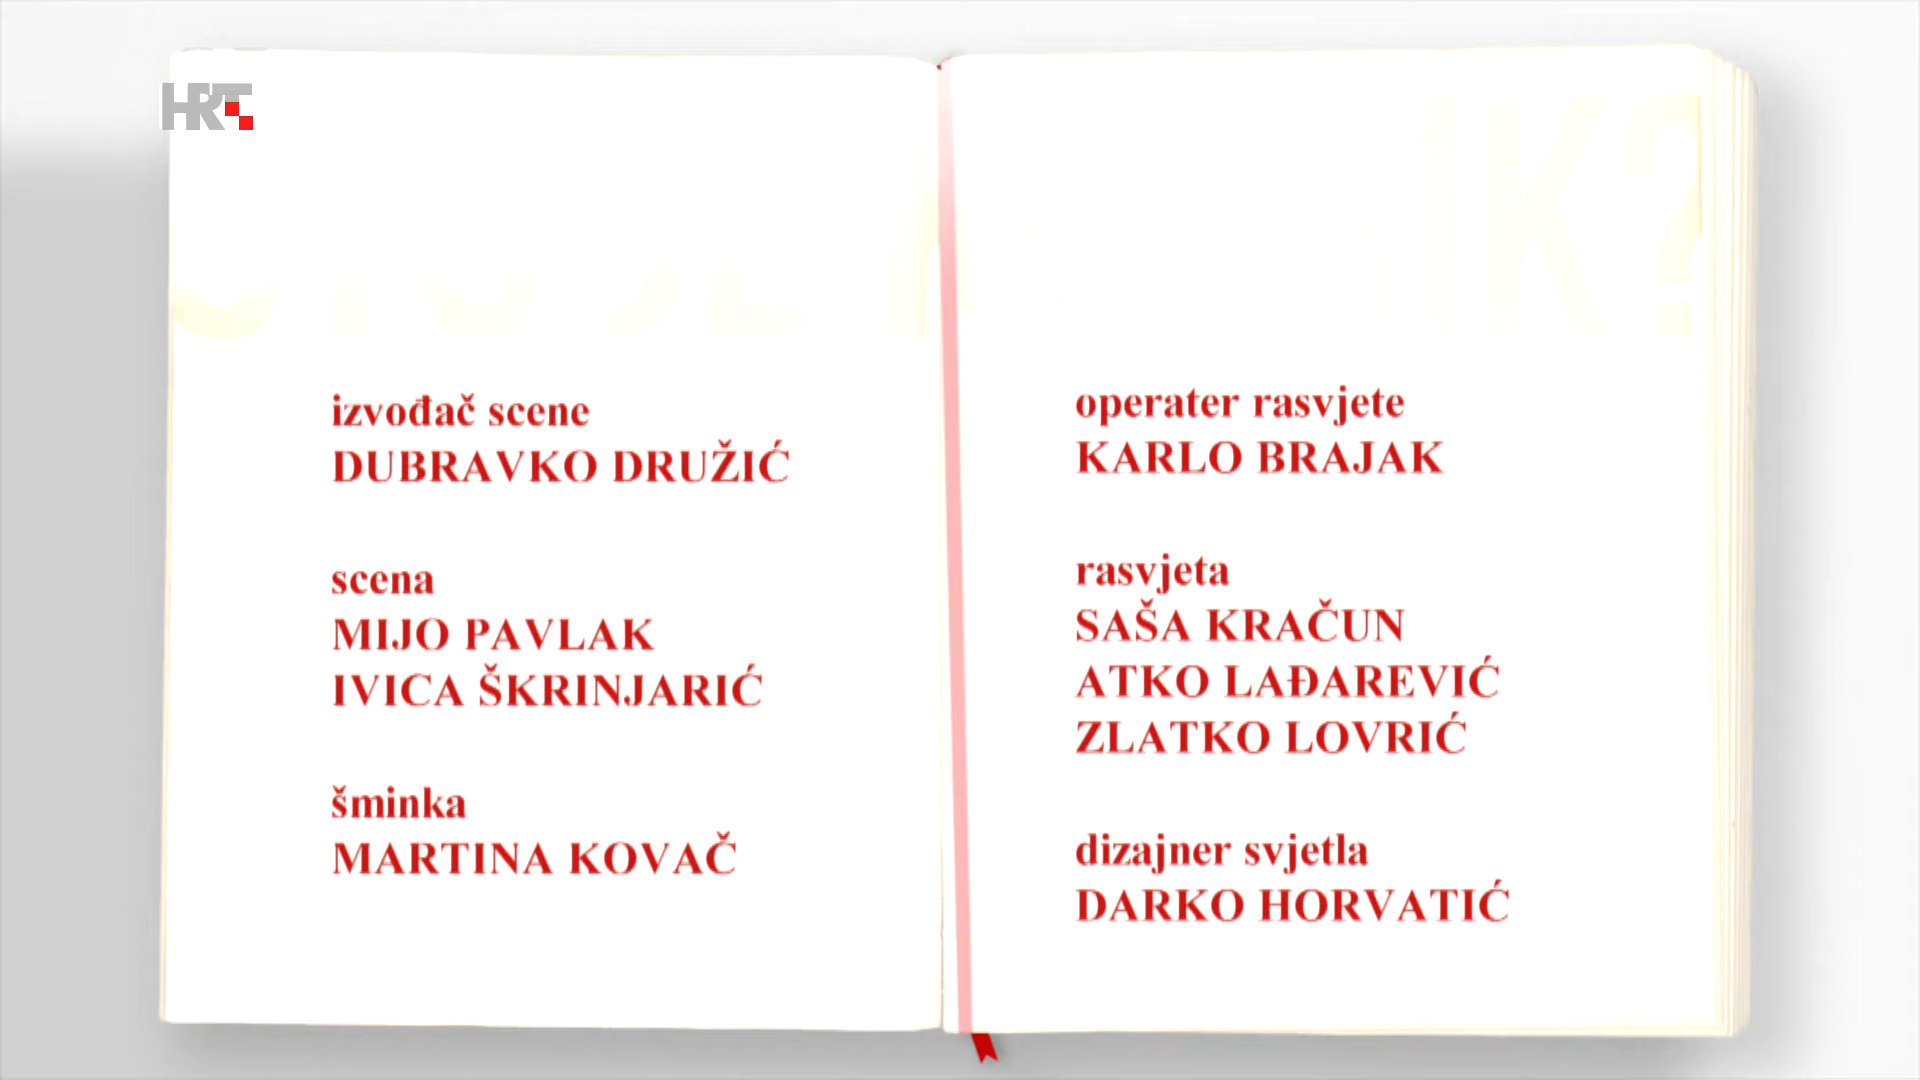 HRT
izvođač scene
DUBRAVKO DRUŽIĆ
scena
MIJO PAVLAK
IVICA ŠKRINJARIĆ
šminka
MARTINA KOVAČ
operater rasvjete
KARLO BRAJAK
rasvjeta
SAŠA KRAČUN
ATKO LAĐAREVIĆ
ZLATKO LOVRIĆ
dizajner svjetla
DARKO HORVATIĆ